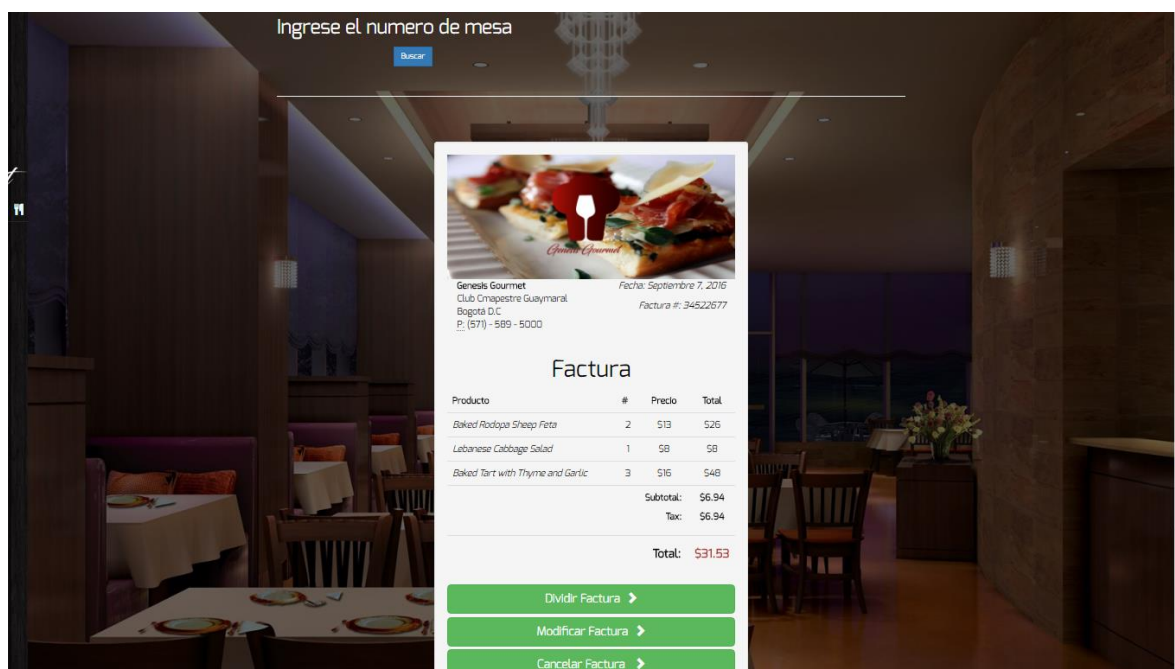 Ingrese el numero de mesa
Buscar
Genesis Gourmet
Genesis Gourmet Fecha: Septiembre 7, 2016
Club Cmapestre Guaymaral Factura #: 34522677
Bogotá D.C
P: (571) - 589 - 5000
Factura
Producto # Precio Total
Baked Rodopa Sheep Feta 2 $13 $26
Lebanese Cabbage Salad 1 $8 $8
Baked Tart with Thyme and Garlic 3 $16 $48
Subtotal: $6.94
Tax: $6.94
Total: $31.53
Dividir Factura
Modificar Factura
Cancelar Factura